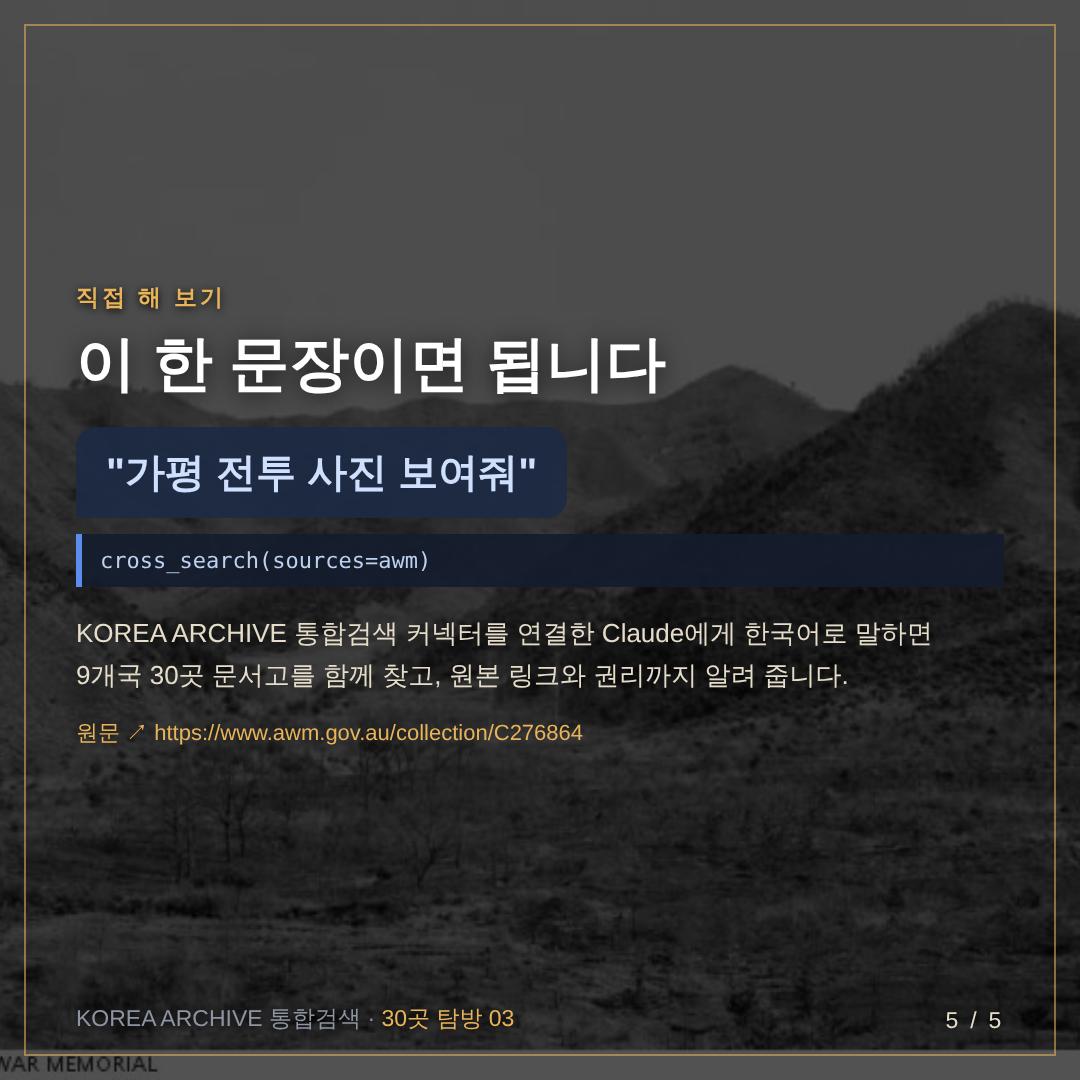 직접 해 보기
이 한 문장이면 됩니다
"가평 전투 사진 보여줘"
cross_search(sources=awm)
KOREA ARCHIVE 통합검색 커넥터를 연결한 Claude에게 한국어로 말하면
9개국 30곳 문서고를 함께 찾고, 원본 링크와 권리까지 알려 줍니다.
원문 ↗ https://www.awm.gov.au/collection/C276864
KOREA ARCHIVE 통합검색 · 30곳 탐방 03
5 / 5
WAR MEMORIAL